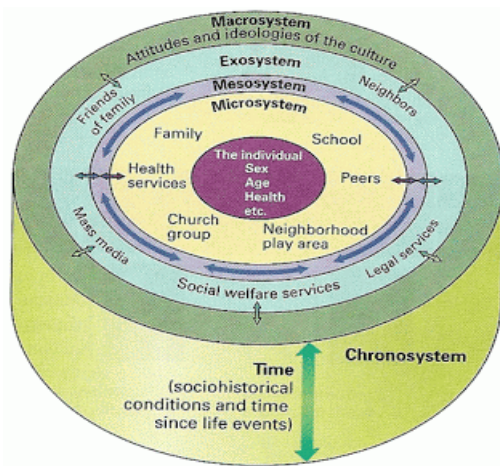 Macrosystem
Attitudes and ideologies of the culture
Exosystem
Mesosystem
Microsystem
Friends
of family
Neighbors
Family
School
The individual
Sex
Age
Health
etc.
Health
services
Peers
Church
group
Neighborhood
play area
Mass media
Legal services
Social welfare services
Chronosystem
Time
(sociohistorical
conditions and time
since life events)